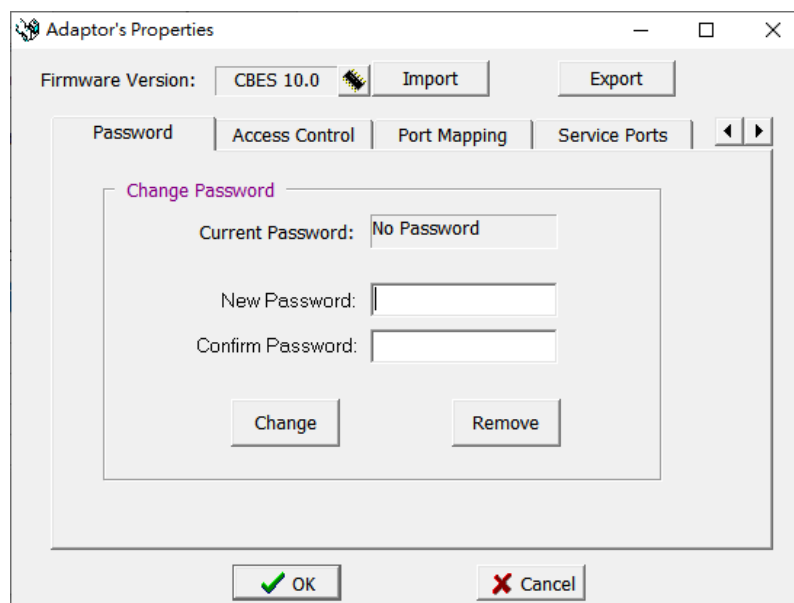 Adaptor's Properties
Firmware Version: CBES 10.0 Import Export
Password Access Control Port Mapping Service Ports
Change Password
Current Password: No Password
New Password:
Confirm Password:
Change Remove
OK Cancel